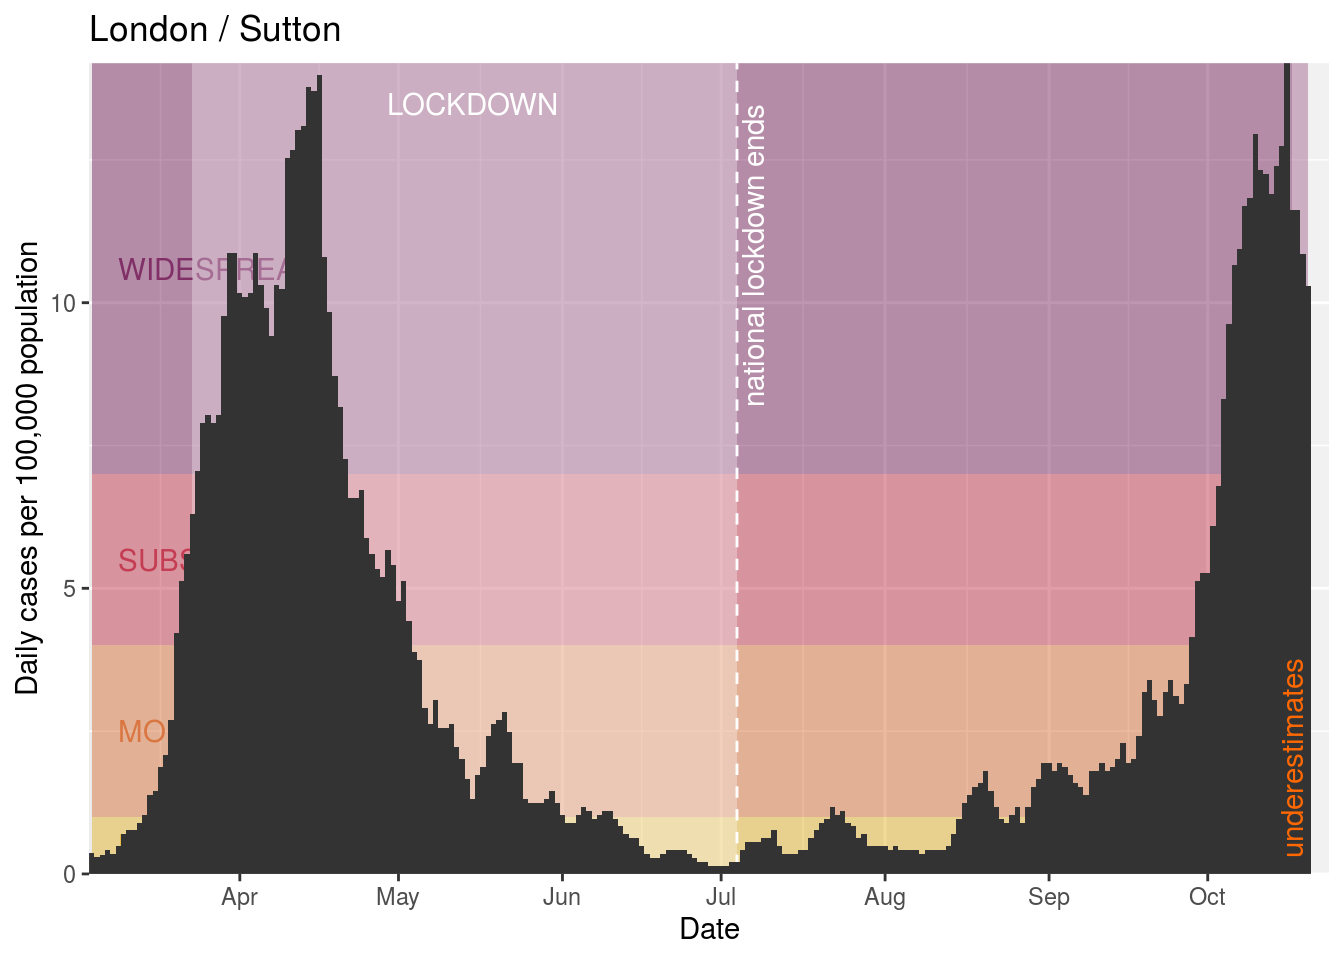 London / Sutton
LOCKDOWN
national lockdown ends
WIDESPREA
SUBS
MO
underestimates
Daily cases per 100,000 population
10
5
0
Apr May Jun Jul Aug Sep Oct
Date